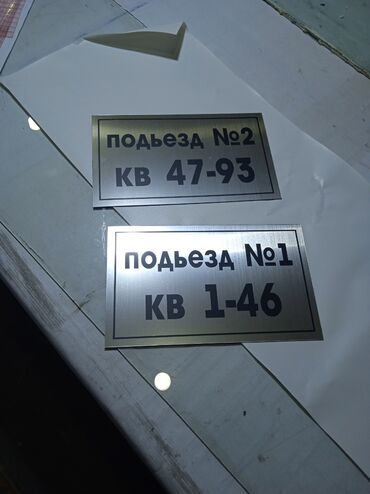 подьезд №2
кв 47-93
подьезд №1
кв 1-46